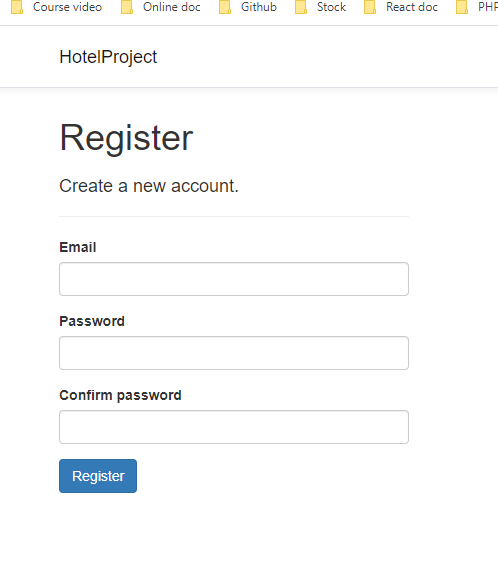 Course video Online doc Github Stock React doc PHP
HotelProject
Register
Create a new account.
Email
Password
Confirm password
Register